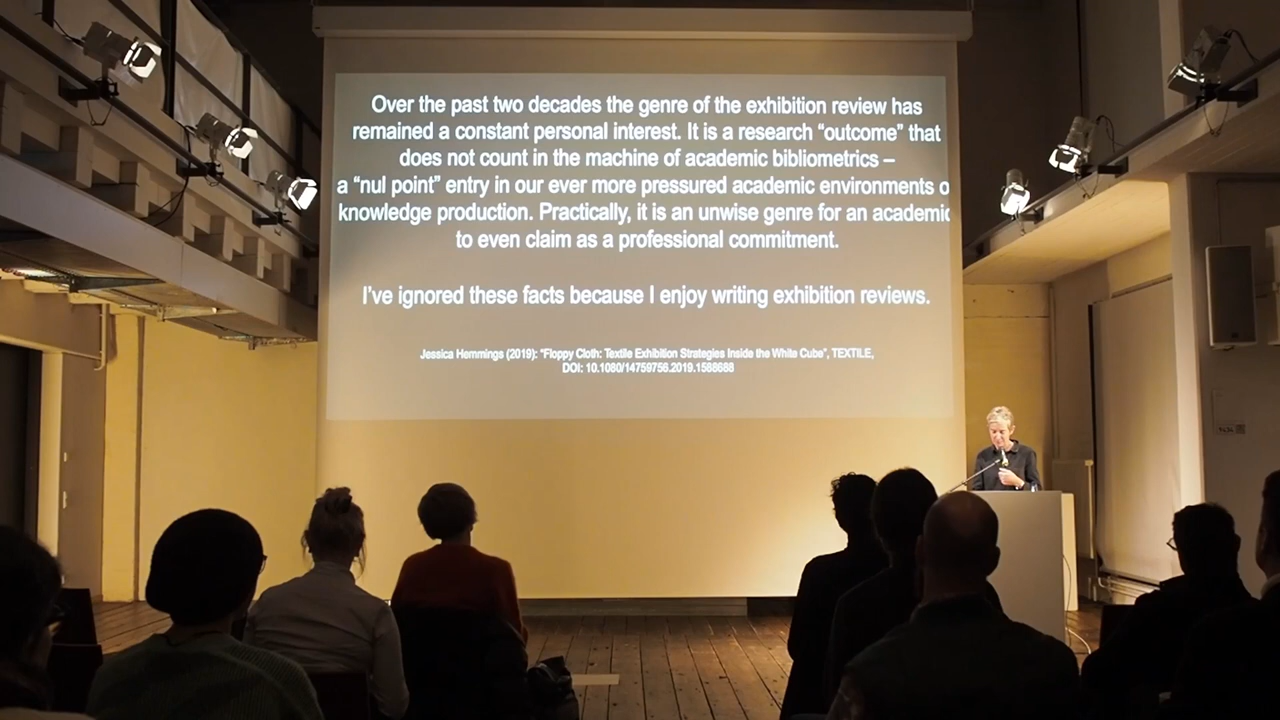 Over the past two decades the genre of the exhibition review has
remained a constant personal interest. It is a research “outcome” that
does not count in the machine of academic bibliometrics –
a “nul point” entry in our ever more pressured academic environments o
knowledge production. Practically, it is an unwise genre for an academic
to even claim as a professional commitment.
I’ve ignored these facts because I enjoy writing exhibition reviews.
Jessica Hemmings (2019): “Floppy Cloth: Textile Exhibition Strategies Inside the White Cube”, TEXTILE,
DOI: 10.1080/14759756.2019.1588688